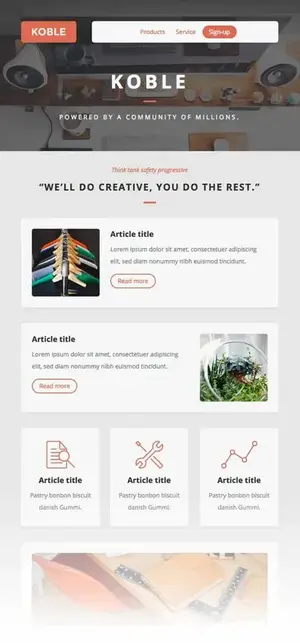 KOBLE
Products Service Sign-up
KOBLE
POWERED BY A COMMUNITY OF MILLIONS.
Think tank safety progressive
“WE’LL DO CREATIVE, YOU DO THE REST.”
Article title
Lorem ipsum dolor sit amet, consectetuer adipiscing
elit, sed diam nonummy nibh euismod tincidunt.
Read more
Article title
Lorem ipsum dolor sit amet, consectetuer adipiscing
elit, sed diam nonummy nibh euismod tincidunt.
Read more
Article title
Pastry bonbon biscuit
danish Gummi.
Article title
Pastry bonbon biscuit
danish Gummi.
Article title
Pastry bonbon biscuit
danish Gummi.